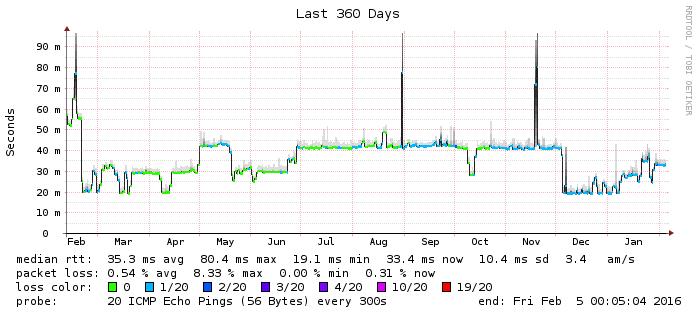 Last 360 Days
RRDTOOL / TOBI OETIKER
Seconds
90 m
80 m
70 m
60 m
50 m
40 m
30 m
20 m
10 m
0
Feb Mar Apr May Jun Jul Aug Sep Oct Nov Dec Jan
median rtt: 35.3 ms avg 80.4 ms max 19.1 ms min 33.4 ms now 10.4 ms sd 3.4 am/s
packet loss: 0.54 % avg 8.33 % max 0.00 % min 0.31 % now
loss color: 0 1/20 2/20 3/20 4/20 10/20 19/20
probe: 20 ICMP Echo Pings (56 Bytes) every 300s end: Fri Feb 5 00:05:04 2016